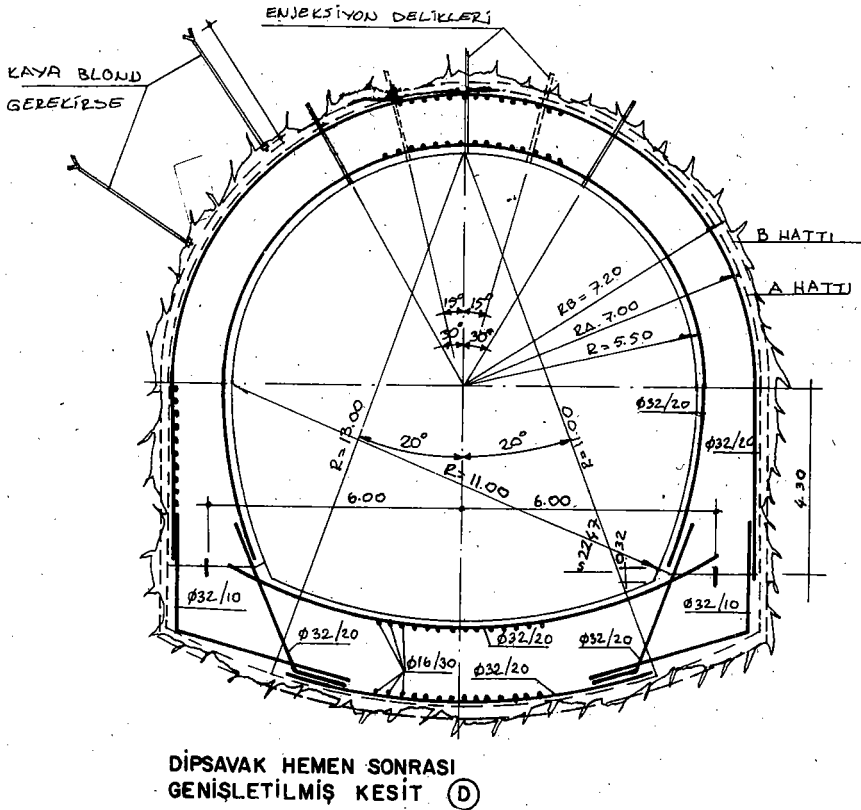 ENJEKSİYON DELİKLERİ
KAYA BLONU
GEREKIRSE
B HATTI
A HATTI
RB = 7.20
RA. 7.00
R = 5.50
15° 15°
30° 30°
Ø32/20
Ø32/20
R = 13.00
R = 11.00
20° 20°
R = 11.00
4.30
6.00 6.00
Ø32/10
Ø32/10
Ø32/20
Ø32/20
Ø32/20
Ø16/30
Ø32/20
DİPSAVAK HEMEN SONRASI
GENİŞLETİLMİŞ KESİT D